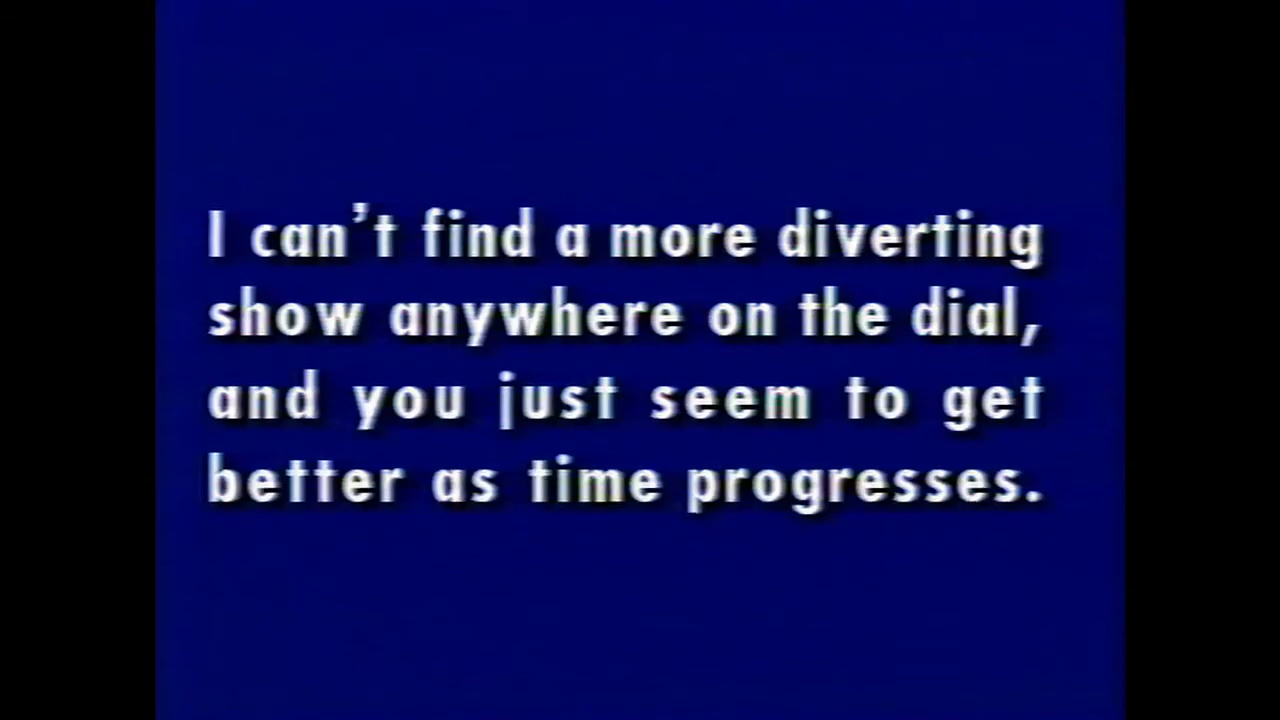 I can't find a more diverting
show anywhere on the dial,
and you just seem to get
better as time progresses.